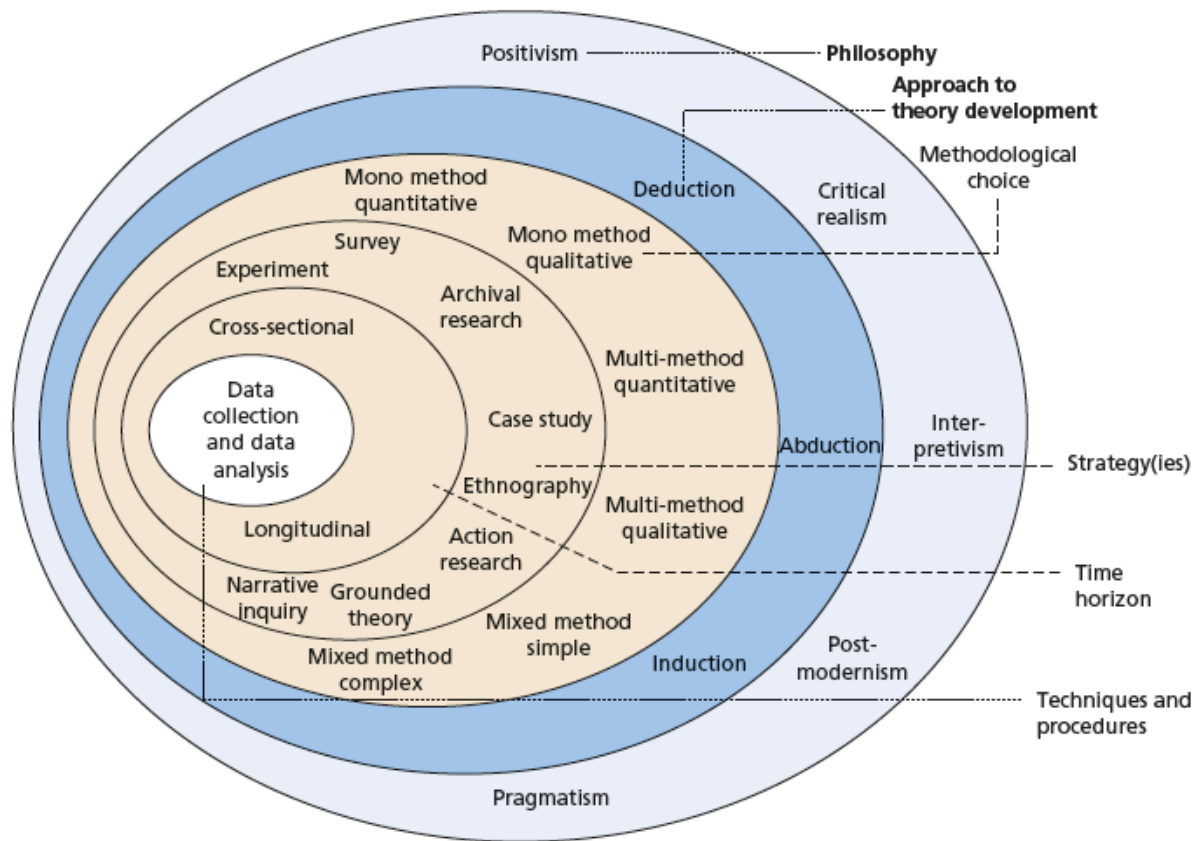 Positivism
Philosophy
Approach to
theory development
Methodological
choice
Deduction
Critical
realism
Mono method
quantitative
Mono method
qualitative
Survey
Experiment
Archival
research
Cross-sectional
Multi-method
quantitative
Data
collection
and data
analysis
Case study
Abduction
Inter-
pretivism
Strategy(ies)
Ethnography
Multi-method
qualitative
Longitudinal
Action
research
Time
horizon
Narrative
inquiry
Grounded
theory
Mixed method
simple
Mixed method
complex
Induction
Post-
modernism
Techniques and
procedures
Pragmatism